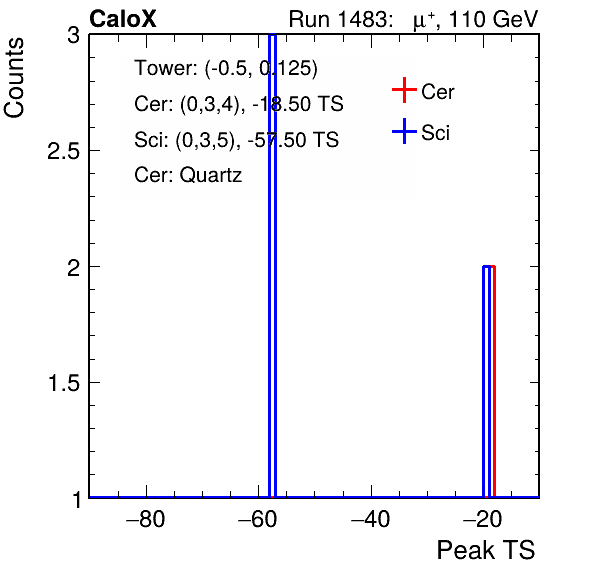 CaloX Run 1483: μ⁺, 110 GeV
Counts
Tower: (-0.5, 0.125)
Cer: (0,3,4), -18.50 TS
Sci: (0,3,5), -57.50 TS
Cer: Quartz
Cer
Sci
3
2.5
2
1.5
1
−80 −60 −40 −20
Peak TS